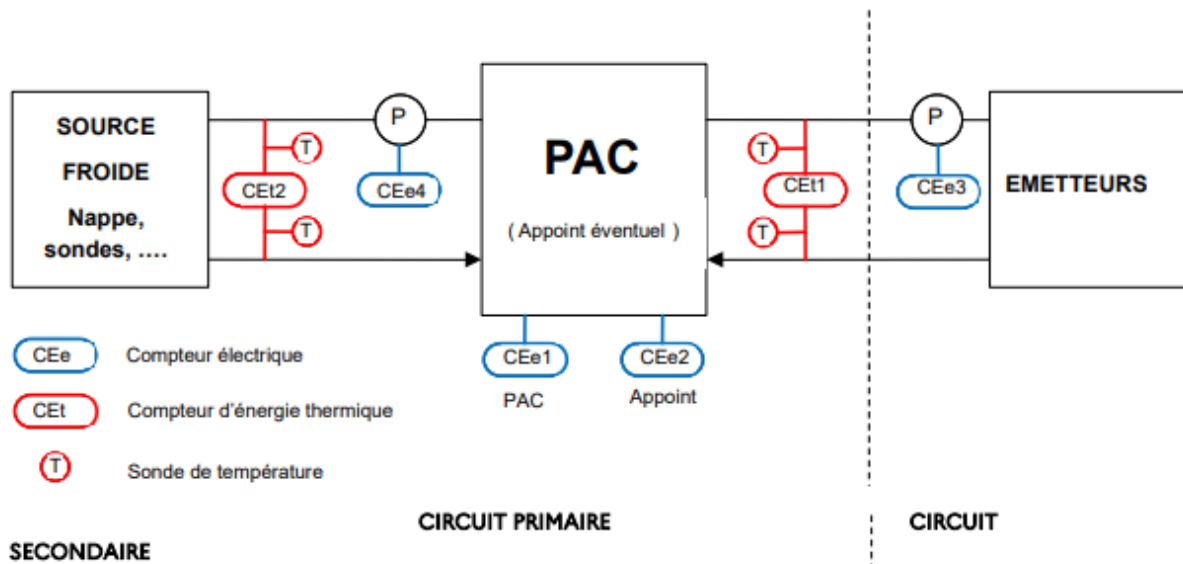 SOURCE
FROIDE
Nappe,
sondes, ....
T
CEt2
T
P
CEe4
PAC
( Appoint éventuel )
T
CEt1
T
P
CEe3
EMETTEURS
CEe1
PAC
CEe2
Appoint
CEe Compteur électrique
CEt Compteur d'énergie thermique
T Sonde de température
CIRCUIT PRIMAIRE
CIRCUIT
SECONDAIRE